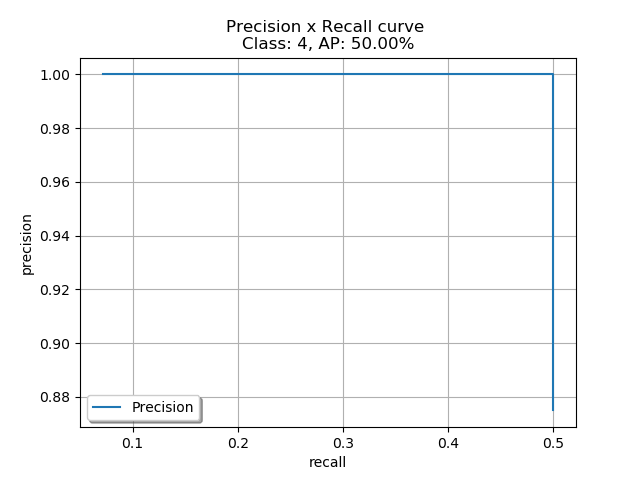 Precision x Recall curve
Class: 4, AP: 50.00%
1.00
0.98
0.96
0.94
0.92
0.90
0.88
precision
Precision
0.1 0.2 0.3 0.4 0.5
recall